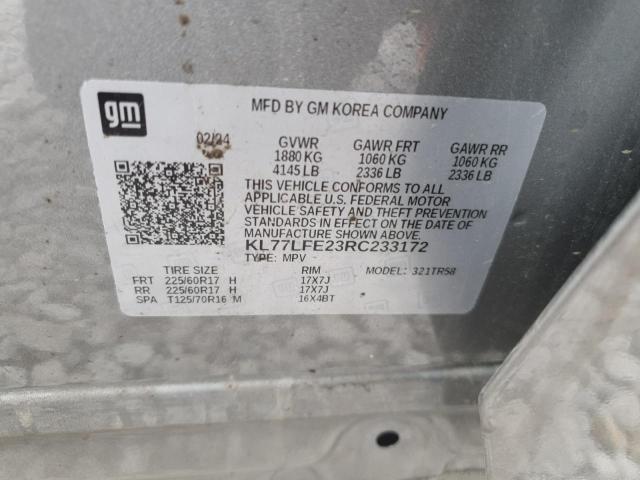 gm
MFD BY GM KOREA COMPANY
02/24 GVWR GAWR FRT GAWR RR
1880 KG 1060 KG 1060 KG
4145 LB 2336 LB 2336 LB
THIS VEHICLE CONFORMS TO ALL
APPLICABLE U.S. FEDERAL MOTOR
VEHICLE SAFETY AND THEFT PREVENTION
STANDARDS IN EFFECT ON THE DATE OF
MANUFACTURE SHOWN ABOVE.
KL77LFE23RC233172
TYPE: MPV
TIRE SIZE RIM MODEL: 321TR58
FRT 225/60R17 H 17X7J
RR 225/60R17 H 17X7J
SPA T125/70R16 M 16X4BT